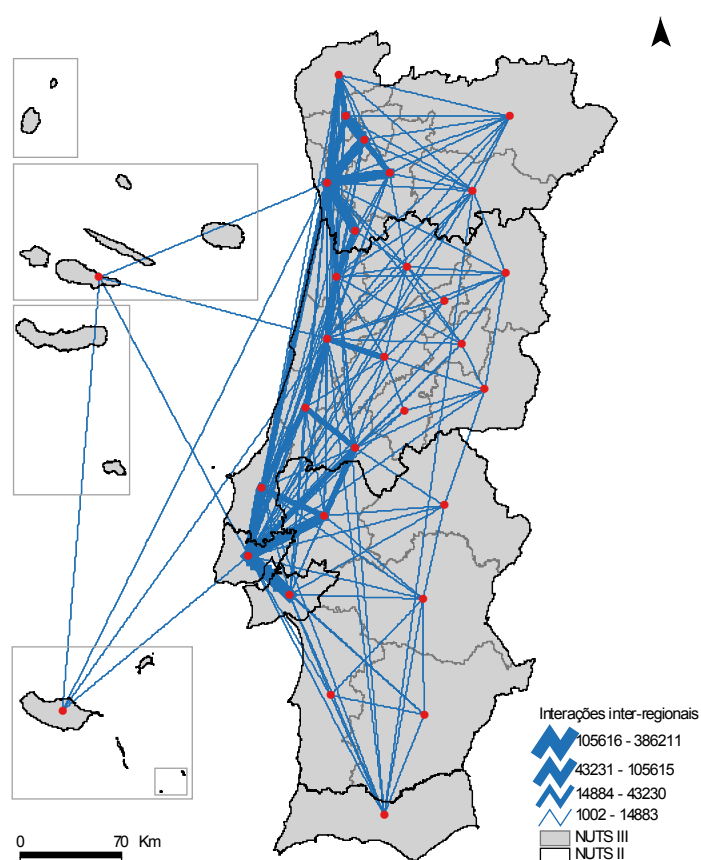 Interações inter-regionais
105616 - 386211
43231 - 105615
14884 - 43230
1002 - 14883
NUTS III
NUTS II
0 70 Km